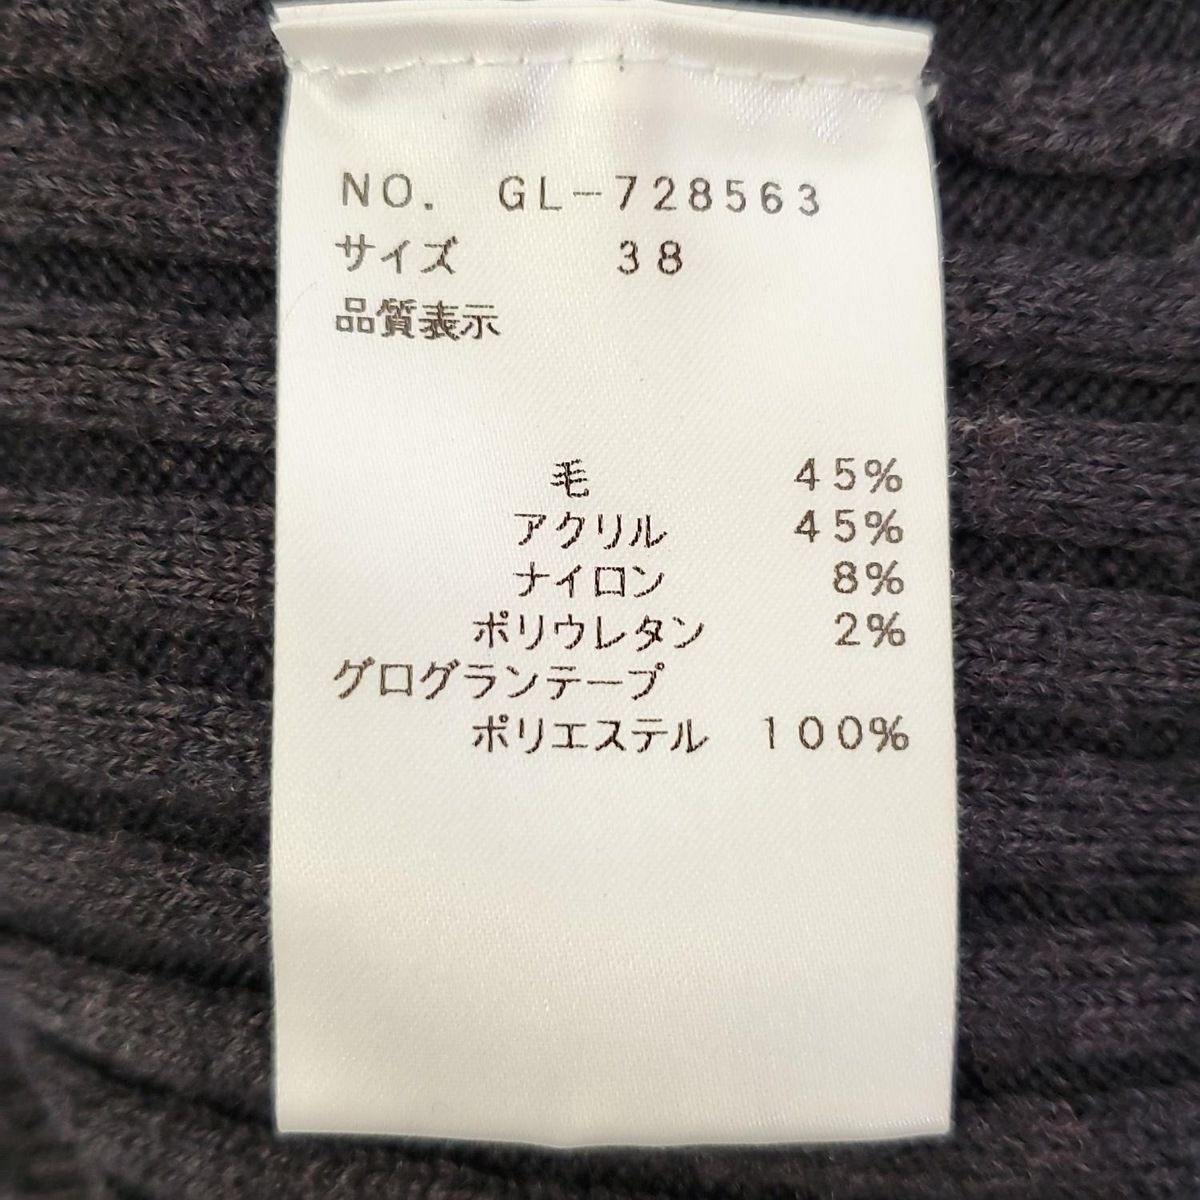 NO. GL-728563
サイズ 38
品質表示
毛 45%
アクリル 45%
ナイロン 8%
ポリウレタン 2%
グログランテープ
ポリエステル 100%